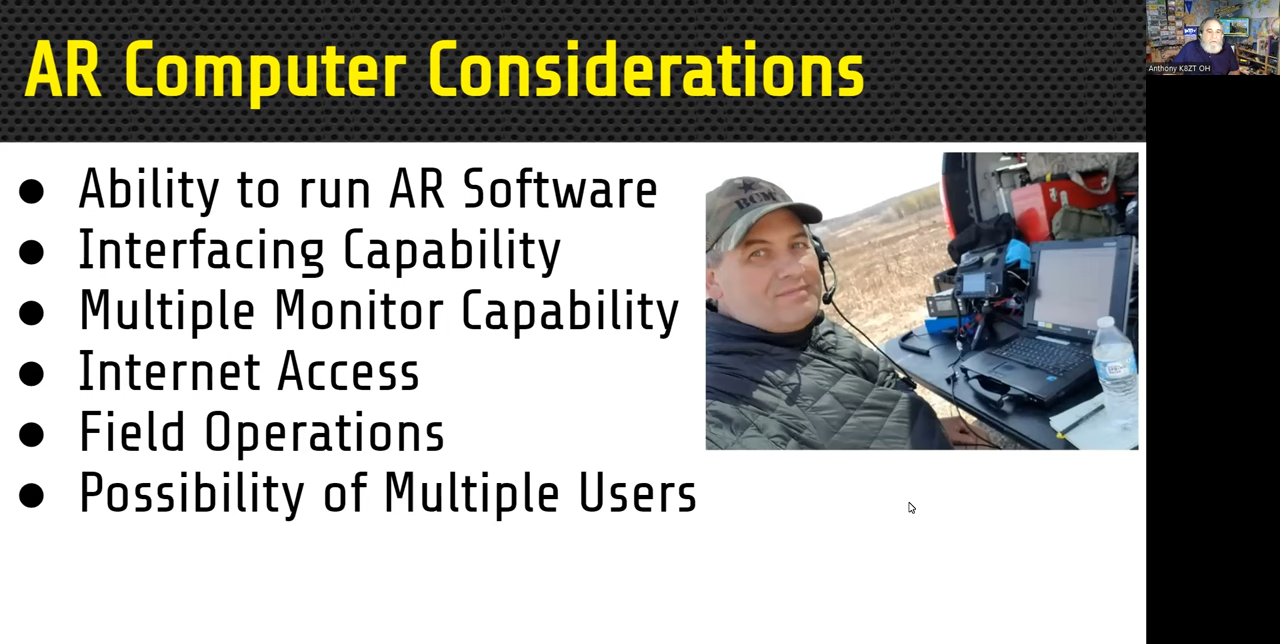 AR Computer Considerations
● Ability to run AR Software
● Interfacing Capability
● Multiple Monitor Capability
● Internet Access
● Field Operations
● Possibility of Multiple Users
BCM
Anthony K8ZT OH